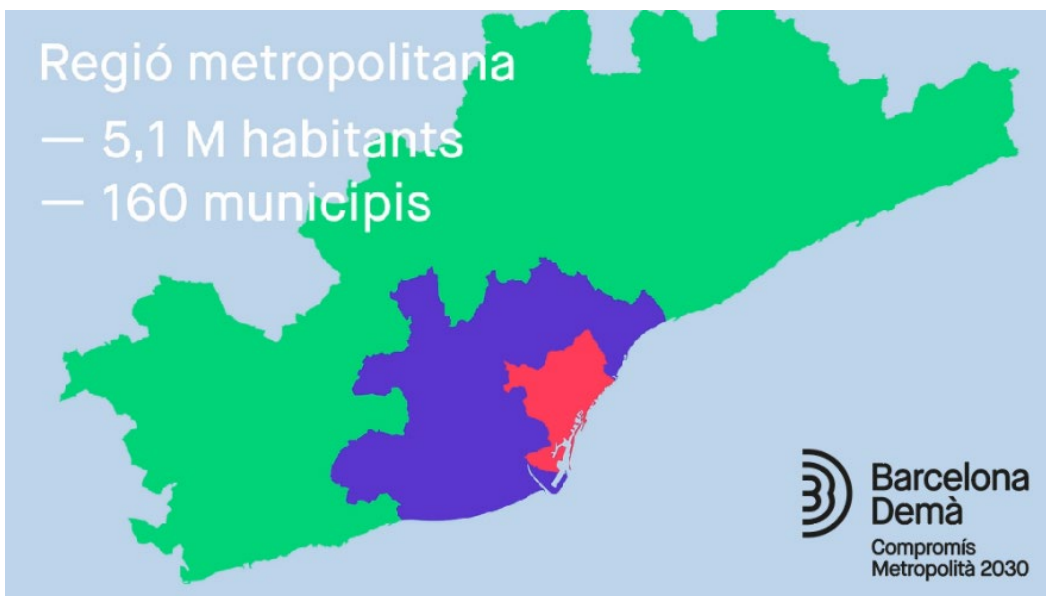 Regió metropolitana
— 5,1 M habitants
— 160 municipis
Barcelona
Demà
Compromís
Metropolità 2030